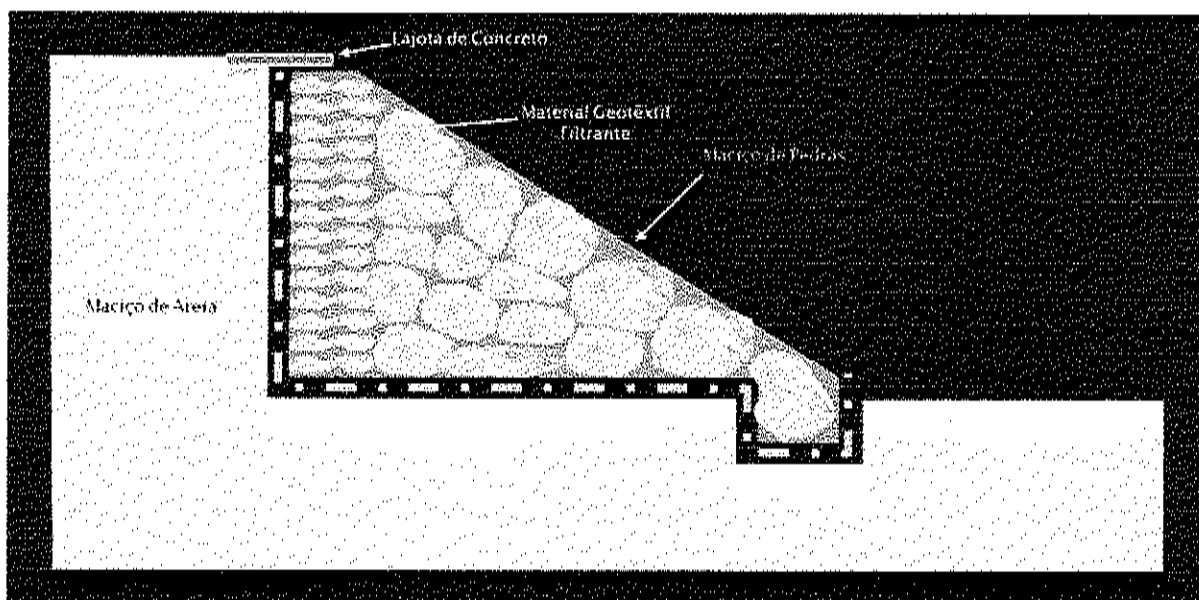 Lajota de Concreto
Material Geotêxtil
Filtrante
Maciço de Pedras
Maciço de Areia